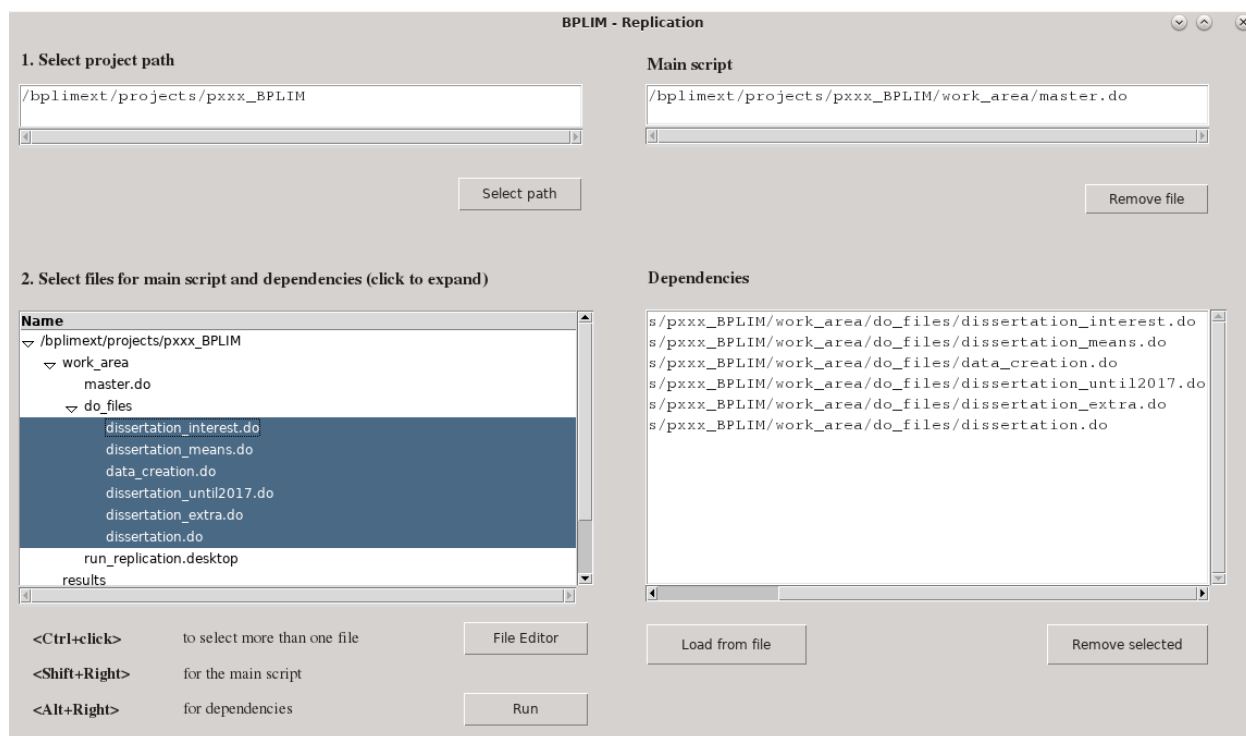 BPLIM - Replication
1. Select project path
/bplimext/projects/pxxx_BPLIM
Select path
Main script
/bplimext/projects/pxxx_BPLIM/work_area/master.do
Remove file
2. Select files for main script and dependencies (click to expand)
Name
/bplimext/projects/pxxx_BPLIM
work_area
master.do
do_files
dissertation_interest.do
dissertation_means.do
data_creation.do
dissertation_until2017.do
dissertation_extra.do
dissertation.do
run_replication.desktop
results
<Ctrl+click> to select more than one file
<Shift+Right> for the main script
<Alt+Right> for dependencies
File Editor
Run
Dependencies
s/pxxx_BPLIM/work_area/do_files/dissertation_interest.do
s/pxxx_BPLIM/work_area/do_files/dissertation_means.do
s/pxxx_BPLIM/work_area/do_files/data_creation.do
s/pxxx_BPLIM/work_area/do_files/dissertation_until2017.do
s/pxxx_BPLIM/work_area/do_files/dissertation_extra.do
s/pxxx_BPLIM/work_area/do_files/dissertation.do
Load from file
Remove selected